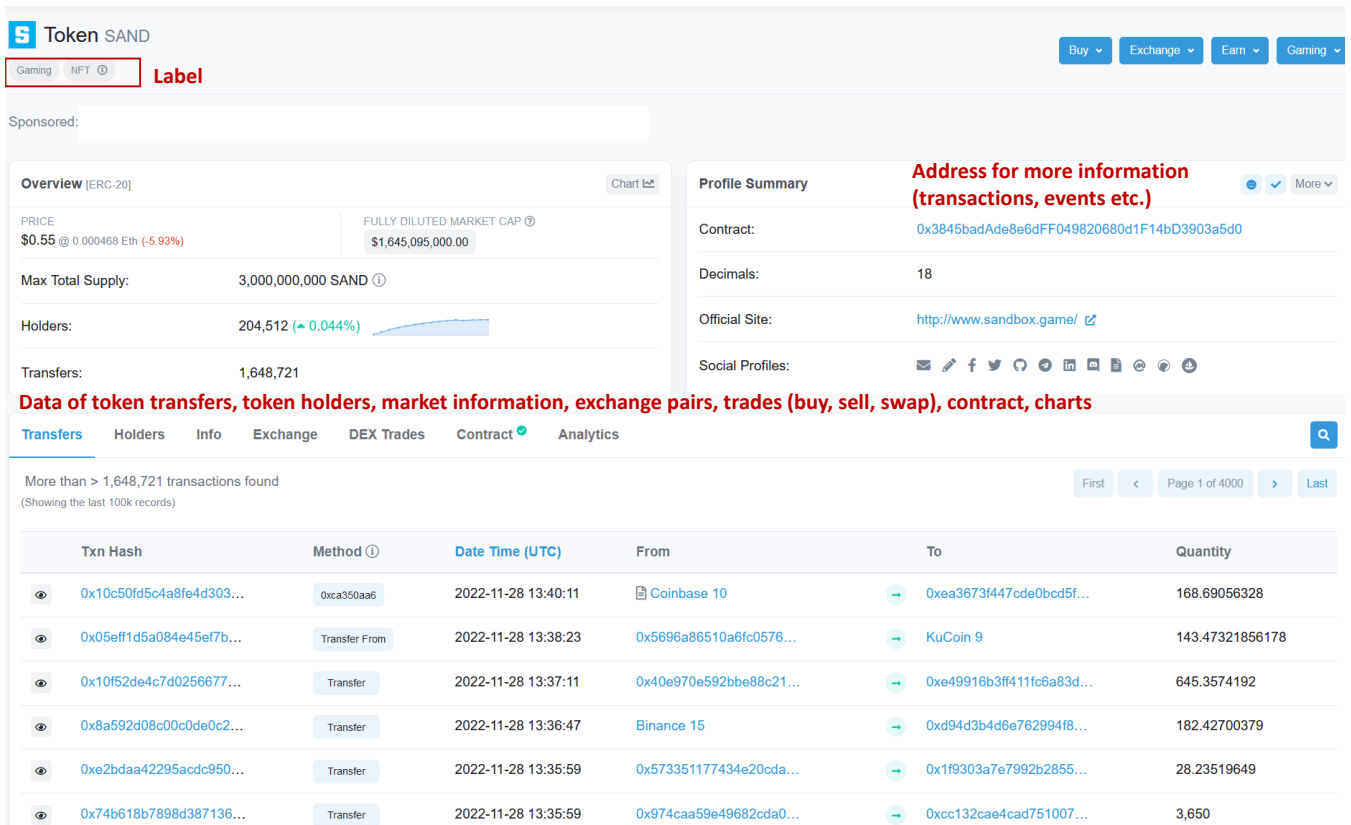 S Token SAND
Buy Exchange Earn Gaming
Gaming NFT
Label
Sponsored:
Overview [ERC-20] Chart
PRICE FULLY DILUTED MARKET CAP
$0.55 @ 0.000468 Eth (-5.93%) $1,645,095,000.00
Max Total Supply: 3,000,000,000 SAND
Holders: 204,512 (0.044%)
Transfers: 1,648,721
Profile Summary Address for more information
(transactions, events etc.) More
Contract: 0x3845badAde8e6dFF049820680d1F14bD3903a5d0
Decimals: 18
Official Site: http://www.sandbox.game/
Social Profiles:
Data of token transfers, token holders, market information, exchange pairs, trades (buy, sell, swap), contract, charts
Transfers Holders Info Exchange DEX Trades Contract Analytics
More than > 1,648,721 transactions found
(Showing the last 100k records)
First < Page 1 of 4000 > Last
Txn Hash Method Date Time (UTC) From To Quantity
0x10c50fd5c4a8fe4d303... 0xca350aa6 2022-11-28 13:40:11 Coinbase 10 0xea3673f447cde0bcd5f... 168.69056328
0x05eff1d5a084e45ef7b... Transfer From 2022-11-28 13:38:23 0x5696a86510a6fc0576... KuCoin 9 143.47321856178
0x10f52de4c7d0256677... Transfer 2022-11-28 13:37:11 0x40e970e592bbe88c21... 0xe49916b3ff411fc6a83d... 645.3574192
0x8a592d08c00c0de0c2... Transfer 2022-11-28 13:36:47 Binance 15 0xd94d3b4d6e762994f8... 182.42700379
0xe2bdaa42295acdc950... Transfer 2022-11-28 13:35:59 0x573351177434e20cda... 0x1f9303a7e7992b2855... 28.23519649
0x74b618b7898d387136... Transfer 2022-11-28 13:35:59 0x974caa59e49682cda0... 0xcc132cae4cad751007... 3,650